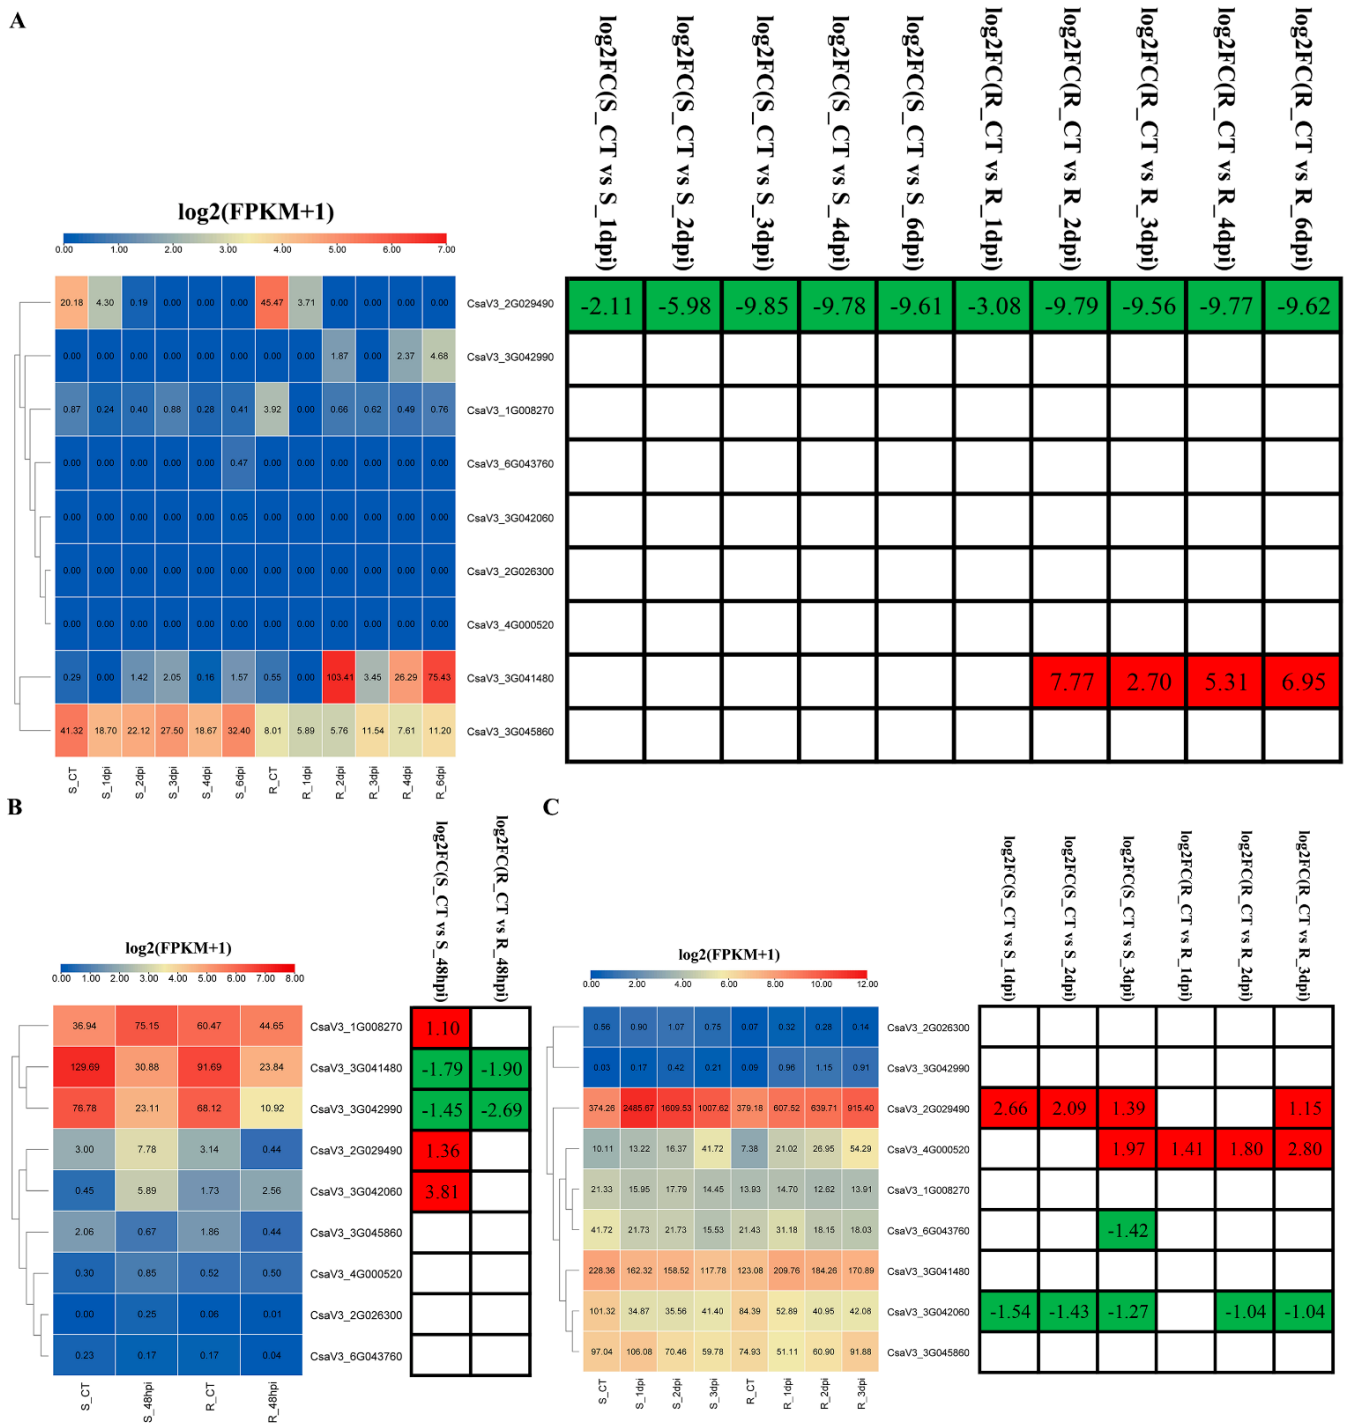 A
log2FC(S_CT vs S_1dpi)
log2FC(S_CT vs S_2dpi)
log2FC(S_CT vs S_3dpi)
log2FC(S_CT vs S_4dpi)
log2FC(S_CT vs S_6dpi)
log2FC(R_CT vs R_1dpi)
log2FC(R_CT vs R_2dpi)
log2FC(R_CT vs R_3dpi)
log2FC(R_CT vs R_4dpi)
log2FC(R_CT vs R_6dpi)
log2(FPKM+1)
0.00 1.00 2.00 3.00 4.00 5.00 6.00 7.00
20.18 4.30 0.19 0.00 0.00 0.00 45.47 3.71 0.00 0.00 0.00 0.00 CsaV3_2G029490 -2.11 -5.98 -9.85 -9.78 -9.61 -3.08 -9.79 -9.56 -9.77 -9.62
0.00 0.00 0.00 0.00 0.00 0.00 0.00 0.00 1.87 0.00 2.37 4.68 CsaV3_3G042990
0.87 0.24 0.40 0.88 0.28 0.41 3.92 0.00 0.66 0.62 0.49 0.76 CsaV3_1G008270
0.00 0.00 0.00 0.00 0.00 0.47 0.00 0.00 0.00 0.00 0.00 0.00 CsaV3_6G043760
0.00 0.00 0.00 0.00 0.00 0.05 0.00 0.00 0.00 0.00 0.00 0.00 CsaV3_3G042060
0.00 0.00 0.00 0.00 0.00 0.00 0.00 0.00 0.00 0.00 0.00 0.00 CsaV3_2G026300
0.00 0.00 0.00 0.00 0.00 0.00 0.00 0.00 0.00 0.00 0.00 0.00 CsaV3_4G000520
0.29 0.00 1.42 2.05 0.16 1.57 0.55 0.00 103.41 3.45 26.29 75.43 CsaV3_3G041480 7.77 2.70 5.31 6.95
41.32 18.70 22.12 27.50 18.67 32.40 8.01 5.89 5.76 11.54 7.61 11.20 CsaV3_3G045860
S_CT S_1dpi S_2dpi S_3dpi S_4dpi S_6dpi R_CT R_1dpi R_2dpi R_3dpi R_4dpi R_6dpi
B
log2FC(S_CT vs S_48hpi)
log2FC(R_CT vs R_48hpi)
log2(FPKM+1)
0.00 1.00 2.00 3.00 4.00 5.00 6.00 7.00 8.00
36.94 75.15 60.47 44.65 CsaV3_1G008270 1.10
129.69 30.88 91.69 23.84 CsaV3_3G041480 -1.79 -1.90
76.78 23.11 68.12 10.92 CsaV3_3G042990 -1.45 -2.69
3.00 7.78 3.14 0.44 CsaV3_2G029490 1.36
0.45 5.89 1.73 2.56 CsaV3_3G042060 3.81
2.06 0.67 1.86 0.44 CsaV3_3G045860
0.30 0.85 0.52 0.50 CsaV3_4G000520
0.00 0.25 0.06 0.01 CsaV3_2G026300
0.23 0.17 0.17 0.04 CsaV3_6G043760
S_CT S_48hpi R_CT R_48hpi
C
log2FC(S_CT vs S_1dpi)
log2FC(S_CT vs S_2dpi)
log2FC(S_CT vs S_3dpi)
log2FC(R_CT vs R_1dpi)
log2FC(R_CT vs R_2dpi)
log2FC(R_CT vs R_3dpi)
log2(FPKM+1)
0.00 2.00 4.00 6.00 8.00 10.00 12.00
0.56 0.90 1.07 0.75 0.07 0.32 0.28 0.14 CsaV3_2G026300
0.03 0.17 0.42 0.21 0.09 0.96 1.15 0.91 CsaV3_3G042990
374.26 2485.67 1609.53 1007.62 379.18 607.52 639.71 915.40 CsaV3_2G029490 2.66 2.09 1.39 1.15
10.11 13.22 16.37 41.72 7.38 21.02 26.95 54.29 CsaV3_4G000520 1.97 1.41 1.80 2.80
21.33 15.95 17.79 14.45 13.93 14.70 12.62 13.91 CsaV3_1G008270
41.72 21.73 21.73 15.53 21.43 31.18 18.15 18.03 CsaV3_6G043760 -1.42
228.36 162.32 158.52 117.78 123.08 209.76 184.26 170.89 CsaV3_3G041480
101.32 34.87 35.56 41.40 84.39 52.89 40.95 42.08 CsaV3_3G042060 -1.54 -1.43 -1.27 -1.04 -1.04
97.04 106.08 70.46 59.78 74.93 51.11 60.90 91.88 CsaV3_3G045860
S_CT S_1dpi S_2dpi S_3dpi R_CT R_1dpi R_2dpi R_3dpi